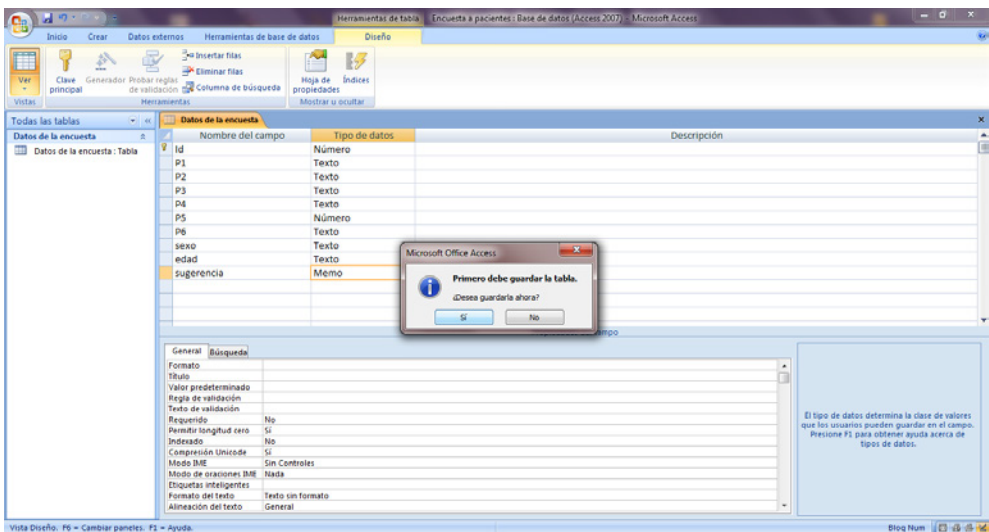 Herramientas de tabla Encuesta a pacientes : Base de datos (Access 2007) - Microsoft Access
Inicio Crear Datos externos Herramientas de base de datos Diseño
Ver
Clave principal
Generador
Probar reglas de validación
Insertar filas
Eliminar filas
Columna de búsqueda
Hoja de propiedades
Índices
Vistas Herramientas Mostrar u ocultar
Todas las tablas
Datos de la encuesta
Datos de la encuesta : Tabla
Datos de la encuesta
Nombre del campo Tipo de datos Descripción
Id Número
P1 Texto
P2 Texto
P3 Texto
P4 Texto
P5 Número
P6 Texto
sexo Texto
edad Texto
sugerencia Memo
Microsoft Office Access
Primero debe guardar la tabla.
¿Desea guardarla ahora?
Sí No
General Búsqueda
Formato
Título
Valor predeterminado
Regla de validación
Texto de validación
Requerido No
Permitir longitud cero Sí
Indexado No
Compresión Unicode Sí
Modo IME Sin Controles
Modo de oraciones IME Nada
Etiquetas inteligentes
Formato del texto Texto sin formato
Alineación del texto General
El tipo de datos determina la clase de valores
que los usuarios pueden guardar en el campo.
Presione F1 para obtener ayuda acerca de
tipos de datos.
Vista Diseño. F6 = Cambiar paneles. F1 = Ayuda. Bloq Num